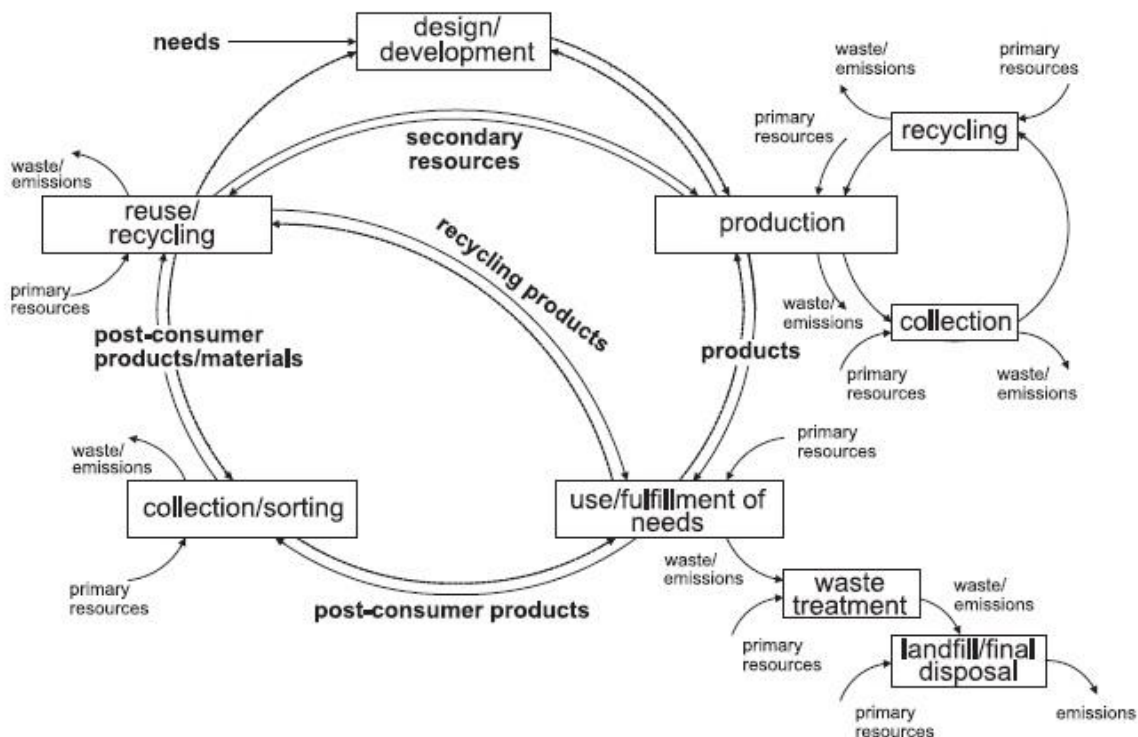 design/
development
needs
waste/
emissions
primary
resources
primary
resources
recycling
secondary
resources
waste/
emissions
reuse/
recycling
production
recycling products
primary
resources
waste/
emissions
collection
post-consumer
products/materials
products
primary
resources
waste/
emissions
primary
resources
waste/
emissions
collection/sorting
use/fulfillment of
needs
primary
resources
waste/
emissions
waste
treatment
waste/
emissions
post-consumer products
primary
resources
landfill/final
disposal
primary
resources
emissions